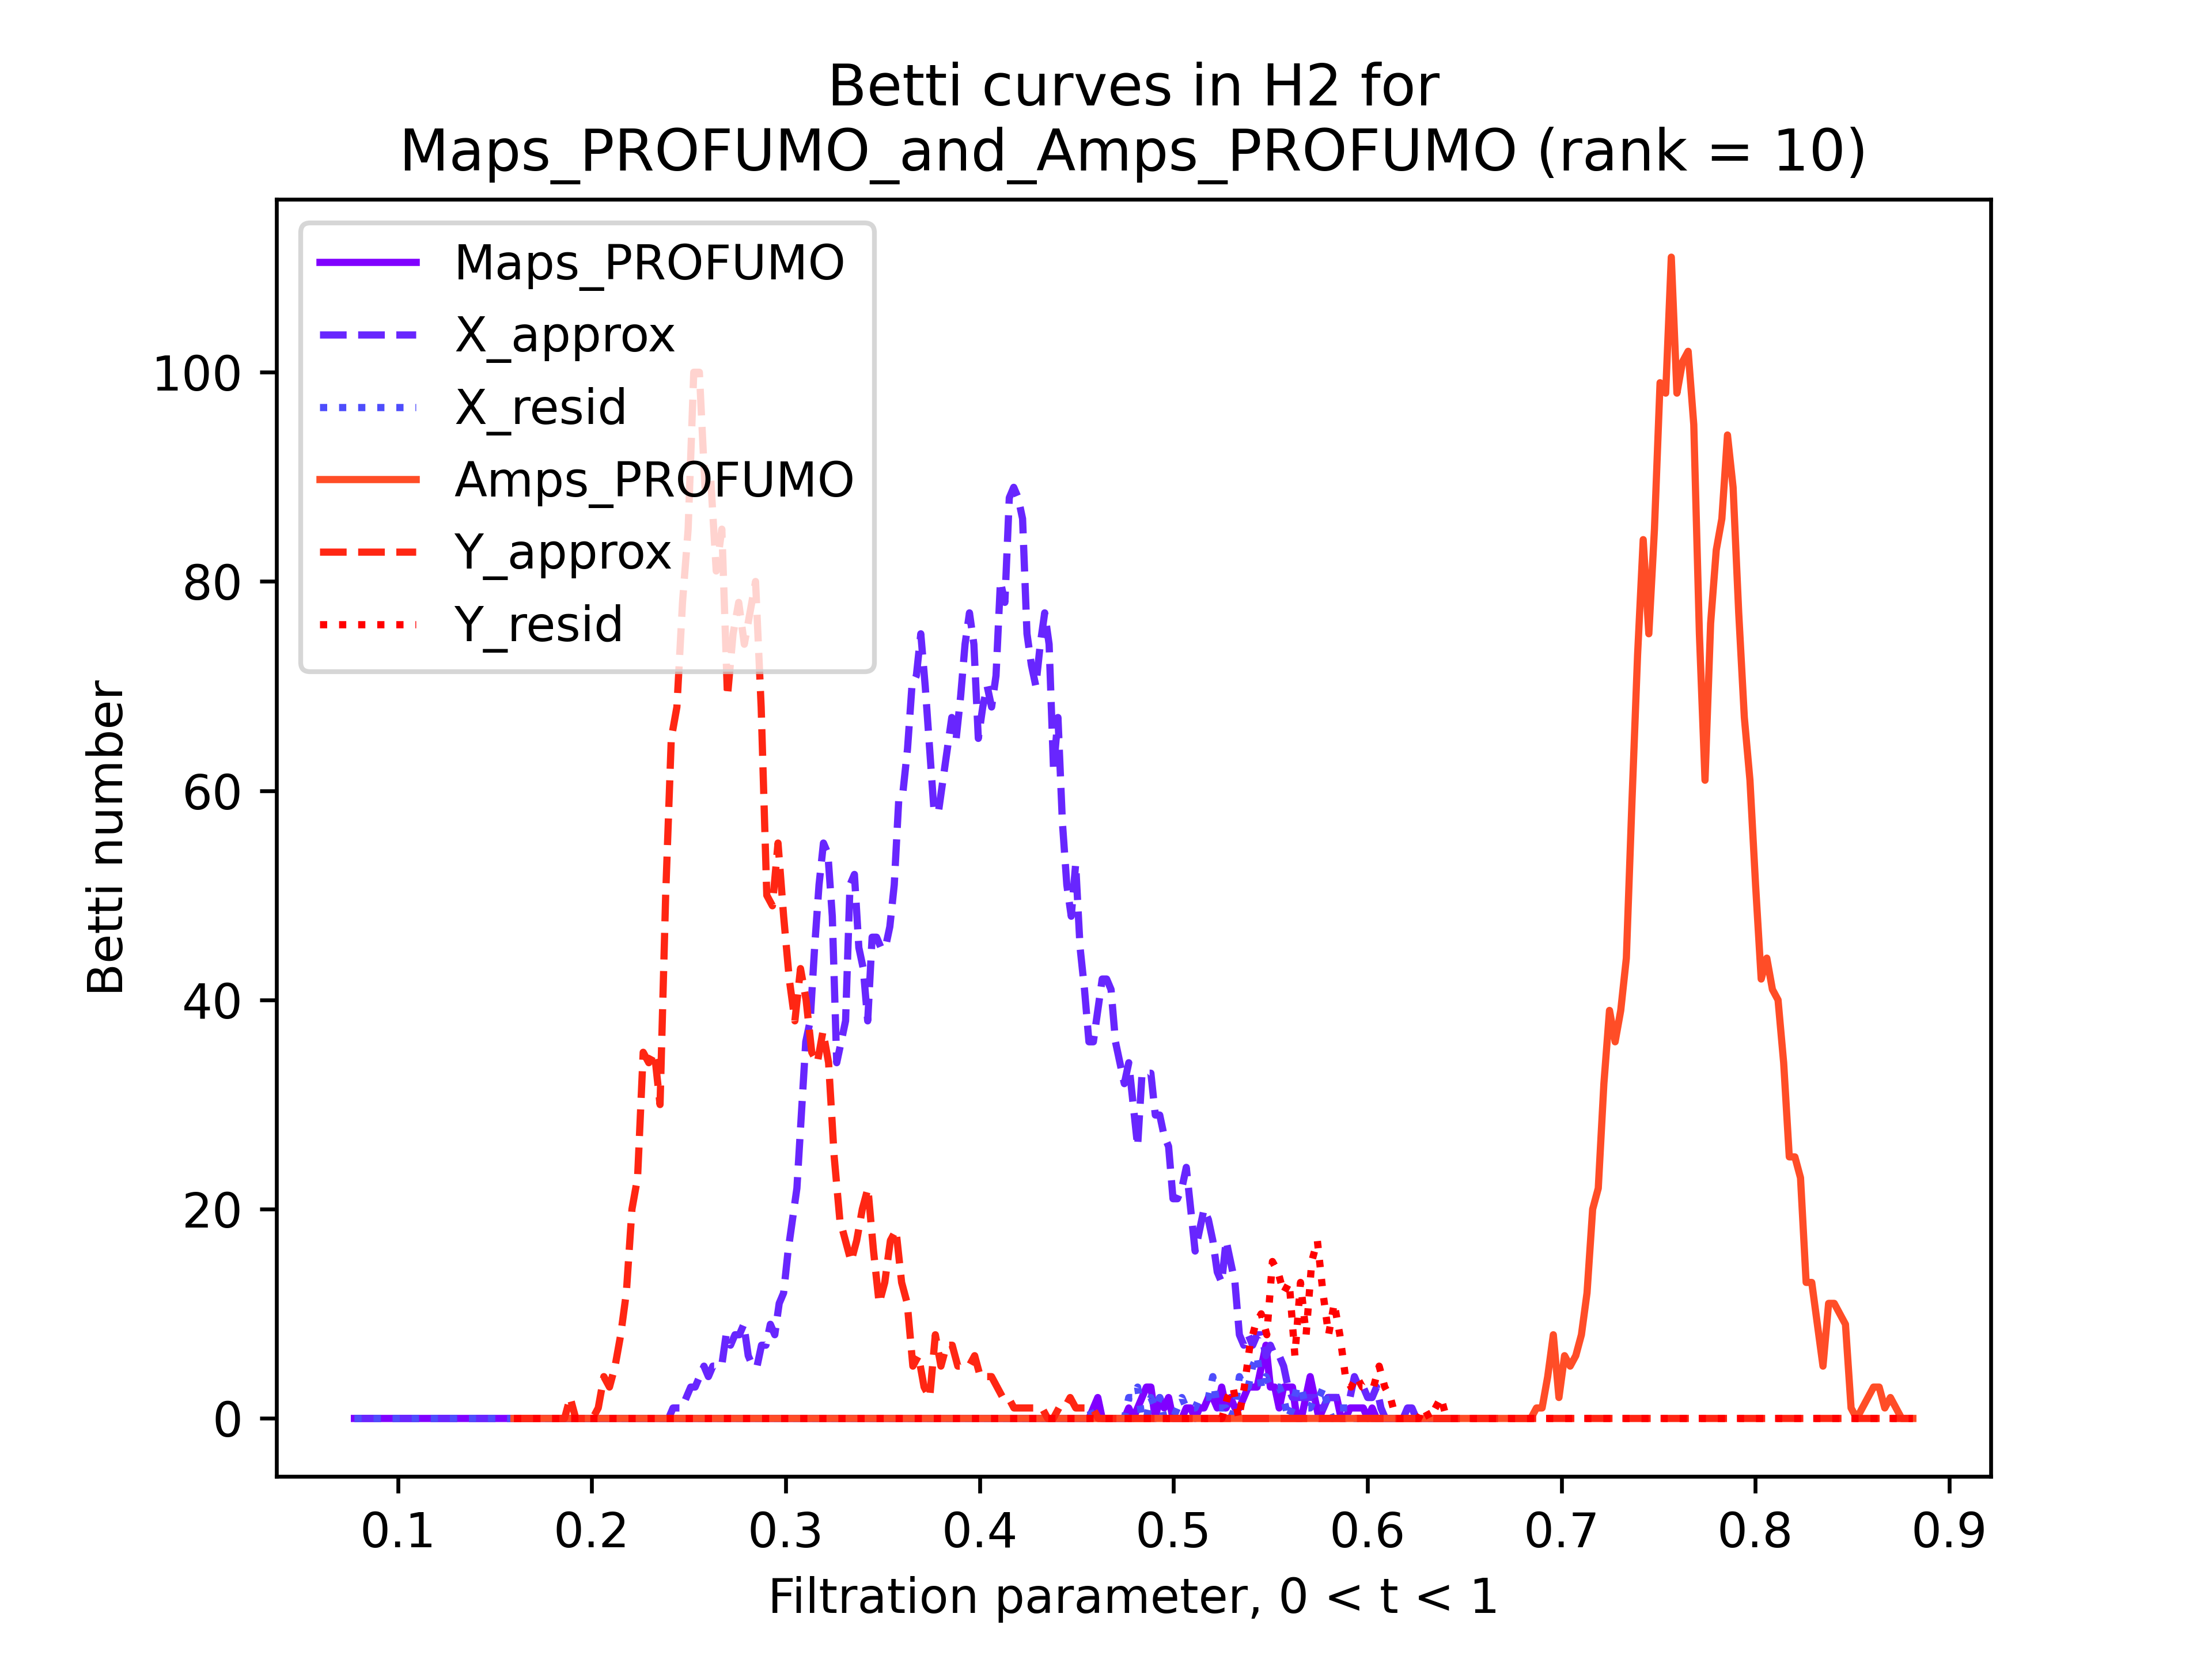 Betti curves in H2 for
Maps_PROFUMO_and_Amps_PROFUMO (rank = 10)
Maps_PROFUMO
X_approx
X_resid
Amps_PROFUMO
Y_approx
Y_resid
Betti number
100
80
60
40
20
0
0.1 0.2 0.3 0.4 0.5 0.6 0.7 0.8 0.9
Filtration parameter, 0 < t < 1